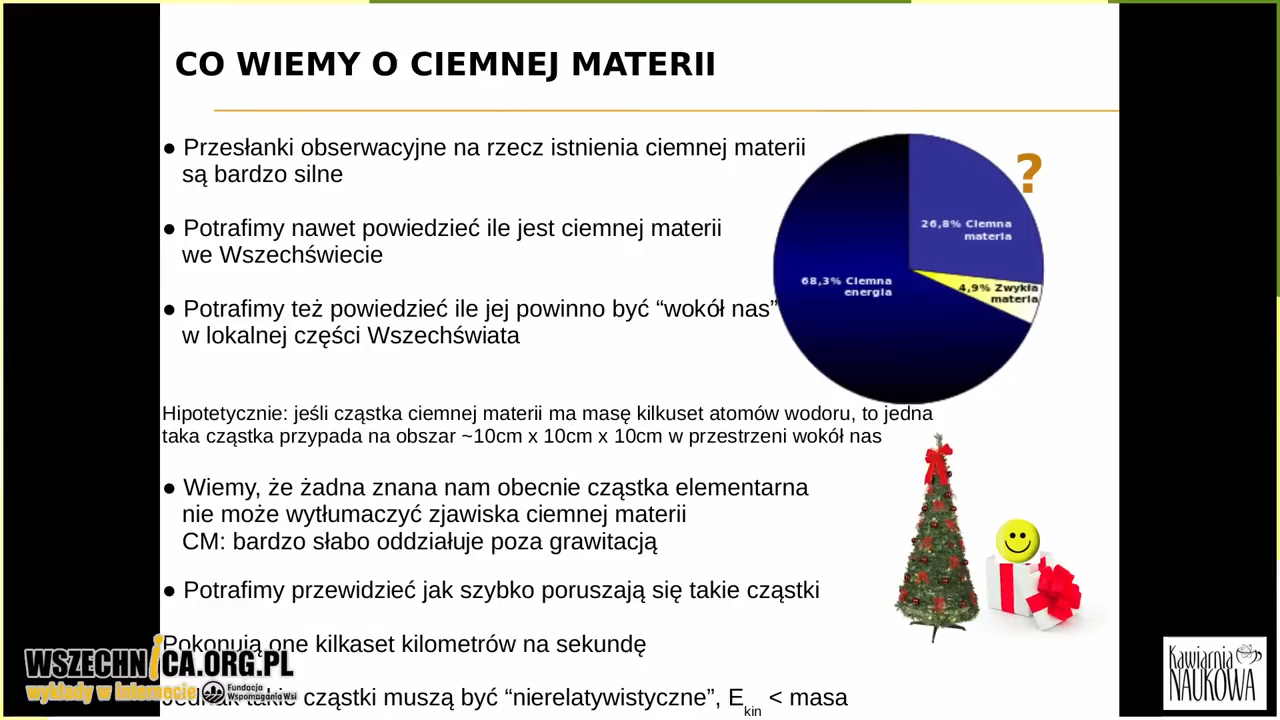 CO WIEMY O CIEMNEJ MATERII
● Przesłanki obserwacyjne na rzecz istnienia ciemnej materii
są bardzo silne
● Potrafimy nawet powiedzieć ile jest ciemnej materii
we Wszechświecie
● Potrafimy też powiedzieć ile jej powinno być “wokół nas”
w lokalnej części Wszechświata
?
26,8% Ciemna
materia
68,3% Ciemna
energia
4,9% Zwykła
materia
Hipotetycznie: jeśli cząstka ciemnej materii ma masę kilkuset atomów wodoru, to jedna
taka cząstka przypada na obszar ~10cm x 10cm x 10cm w przestrzeni wokół nas
● Wiemy, że żadna znana nam obecnie cząstka elementarna
nie może wytłumaczyć zjawiska ciemnej materii
CM: bardzo słabo oddziałuje poza grawitacją
● Potrafimy przewidzieć jak szybko poruszają się takie cząstki
Pokonują one kilkaset kilometrów na sekundę
Jednak takie cząstki muszą być “nierelatywistyczne”, Ekin < masa
WSZECHNICA.ORG.PL
wykłady w internecie
Fundacja
Wspomagania Wsi
Kawiarnia
NAUKOWA